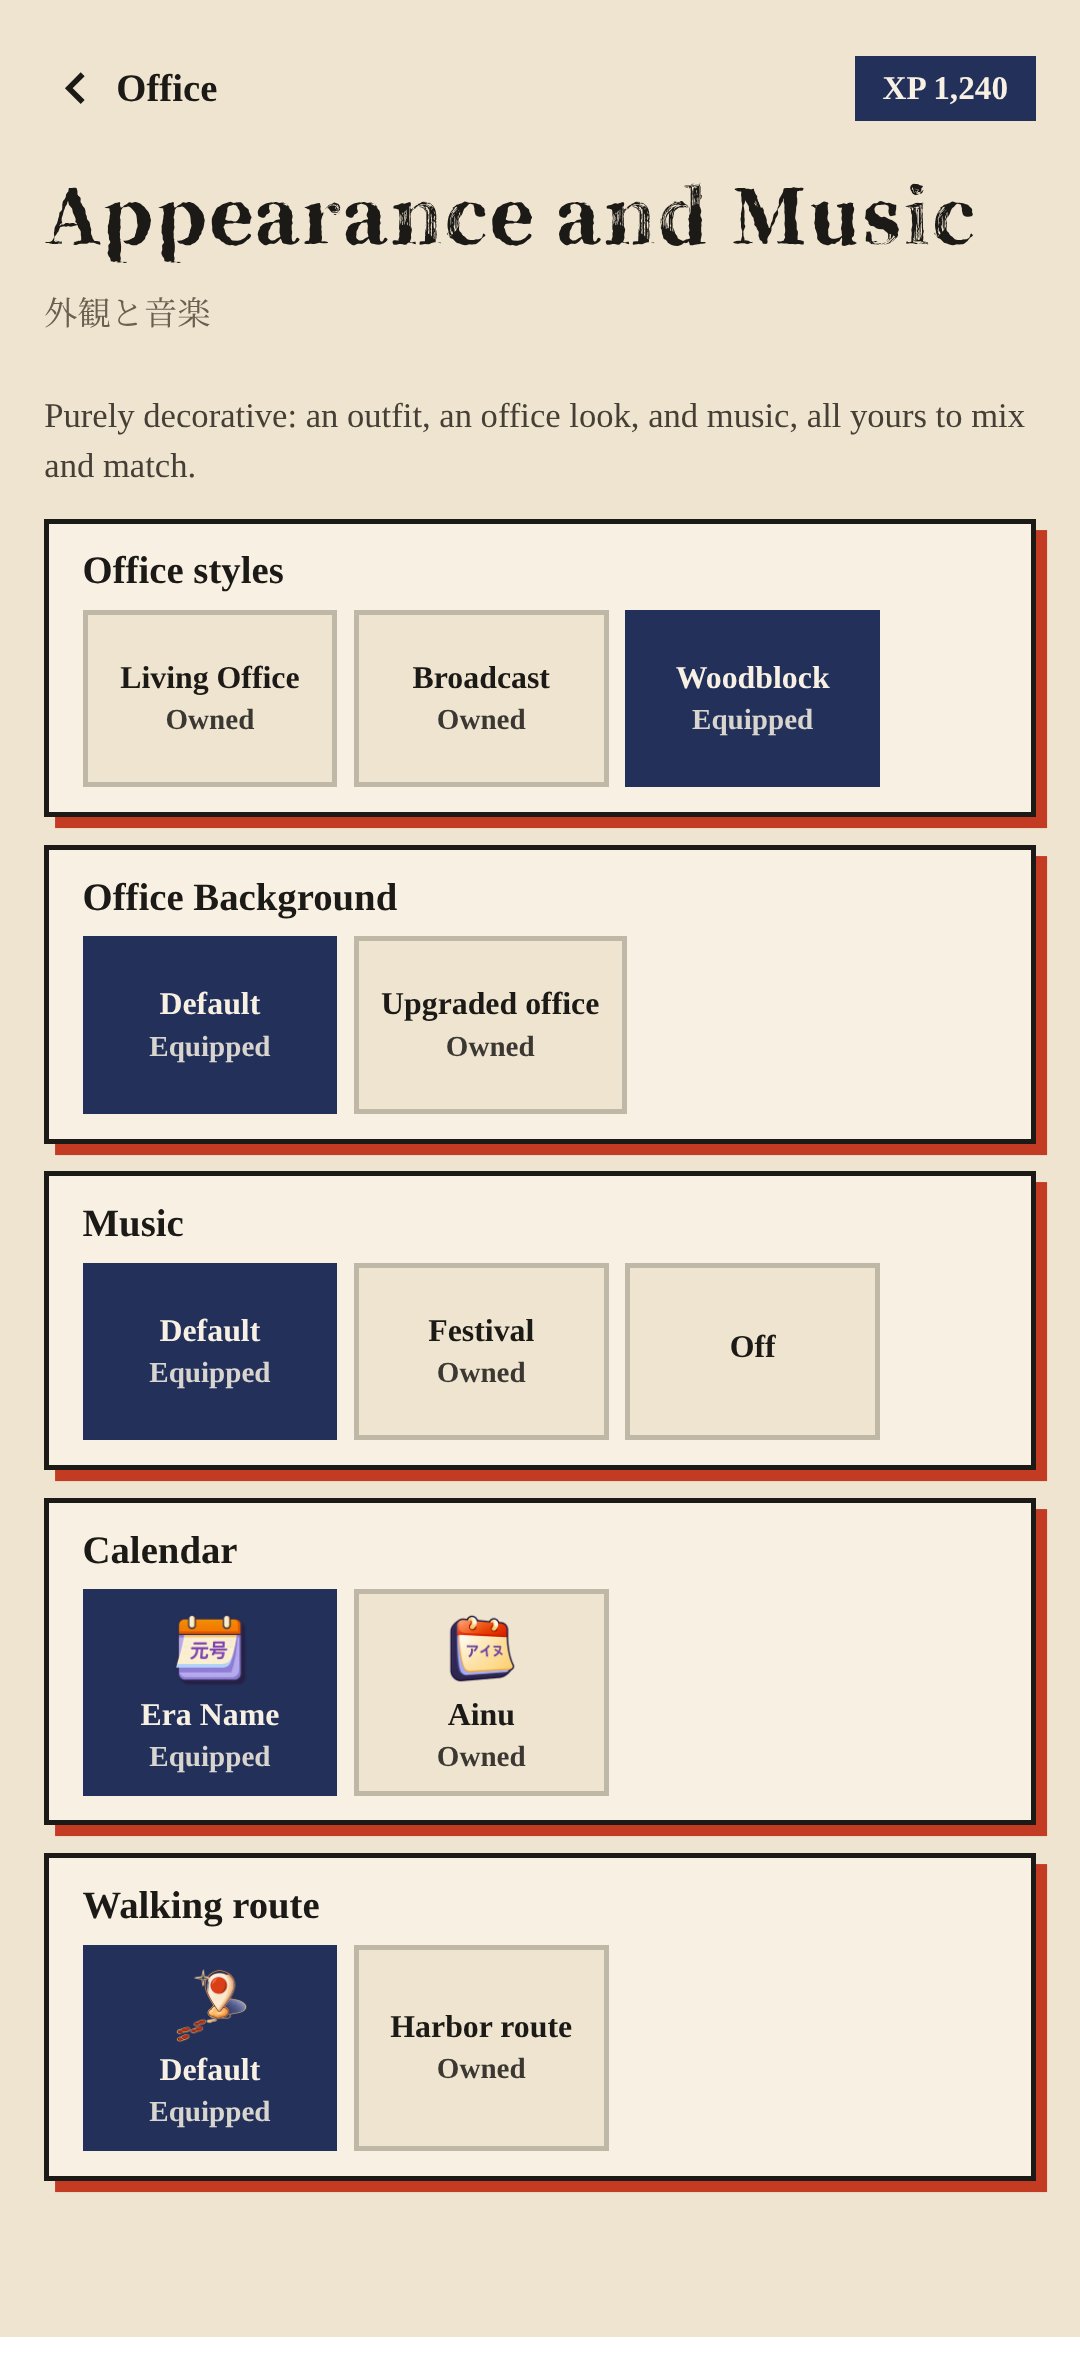 Office
XP 1,240
Appearance and Music
外観と音楽
Purely decorative: an outfit, an office look, and music, all yours to mix
and match.
Office styles
Living Office
Owned
Broadcast
Owned
Woodblock
Equipped
Office Background
Default
Equipped
Upgraded office
Owned
Music
Default
Equipped
Festival
Owned
Off
Calendar
元号
Era Name
Equipped
アイヌ
Ainu
Owned
Walking route
Default
Equipped
Harbor route
Owned